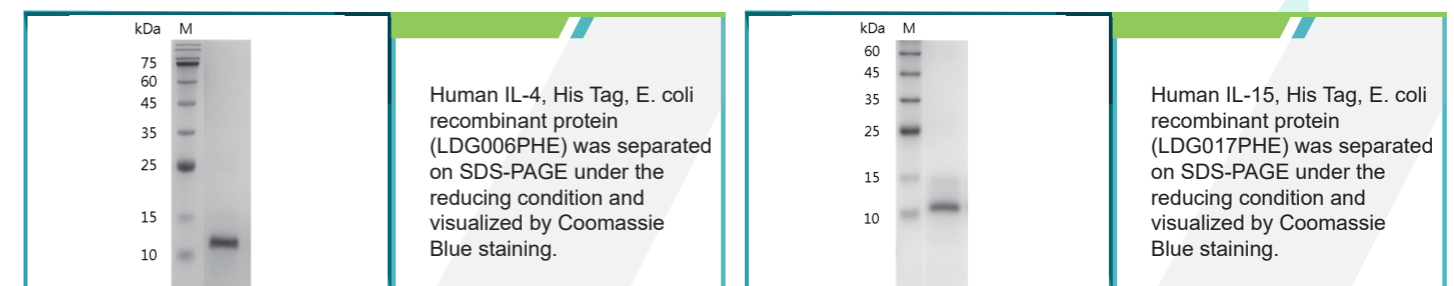 kDa M
75
60
45
35
25
15
10
Human IL-4, His Tag, E. coli
recombinant protein
(LDG006PHE) was separated
on SDS-PAGE under the
reducing condition and
visualized by Coomassie
Blue staining.
kDa M
60
45
35
25
15
10
Human IL-15, His Tag, E. coli
recombinant protein
(LDG017PHE) was separated
on SDS-PAGE under the
reducing condition and
visualized by Coomassie
Blue staining.